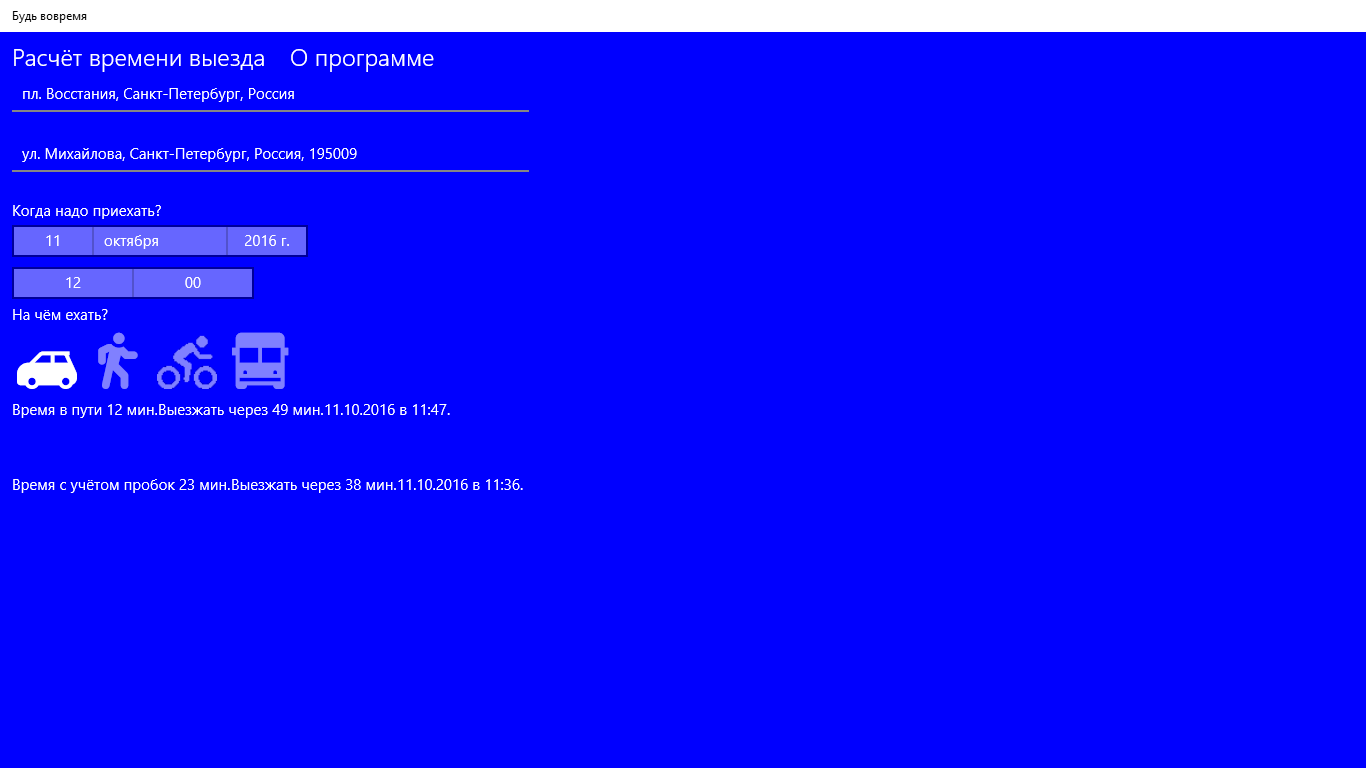 Будь вовремя
Расчёт времени выезда О программе
пл. Восстания, Санкт-Петербург, Россия
ул. Михайлова, Санкт-Петербург, Россия, 195009
Когда надо приехать?
11 октября 2016 г.
12 00
На чём ехать?
Время в пути 12 мин.Выезжать через 49 мин.11.10.2016 в 11:47.
Время с учётом пробок 23 мин.Выезжать через 38 мин.11.10.2016 в 11:36.